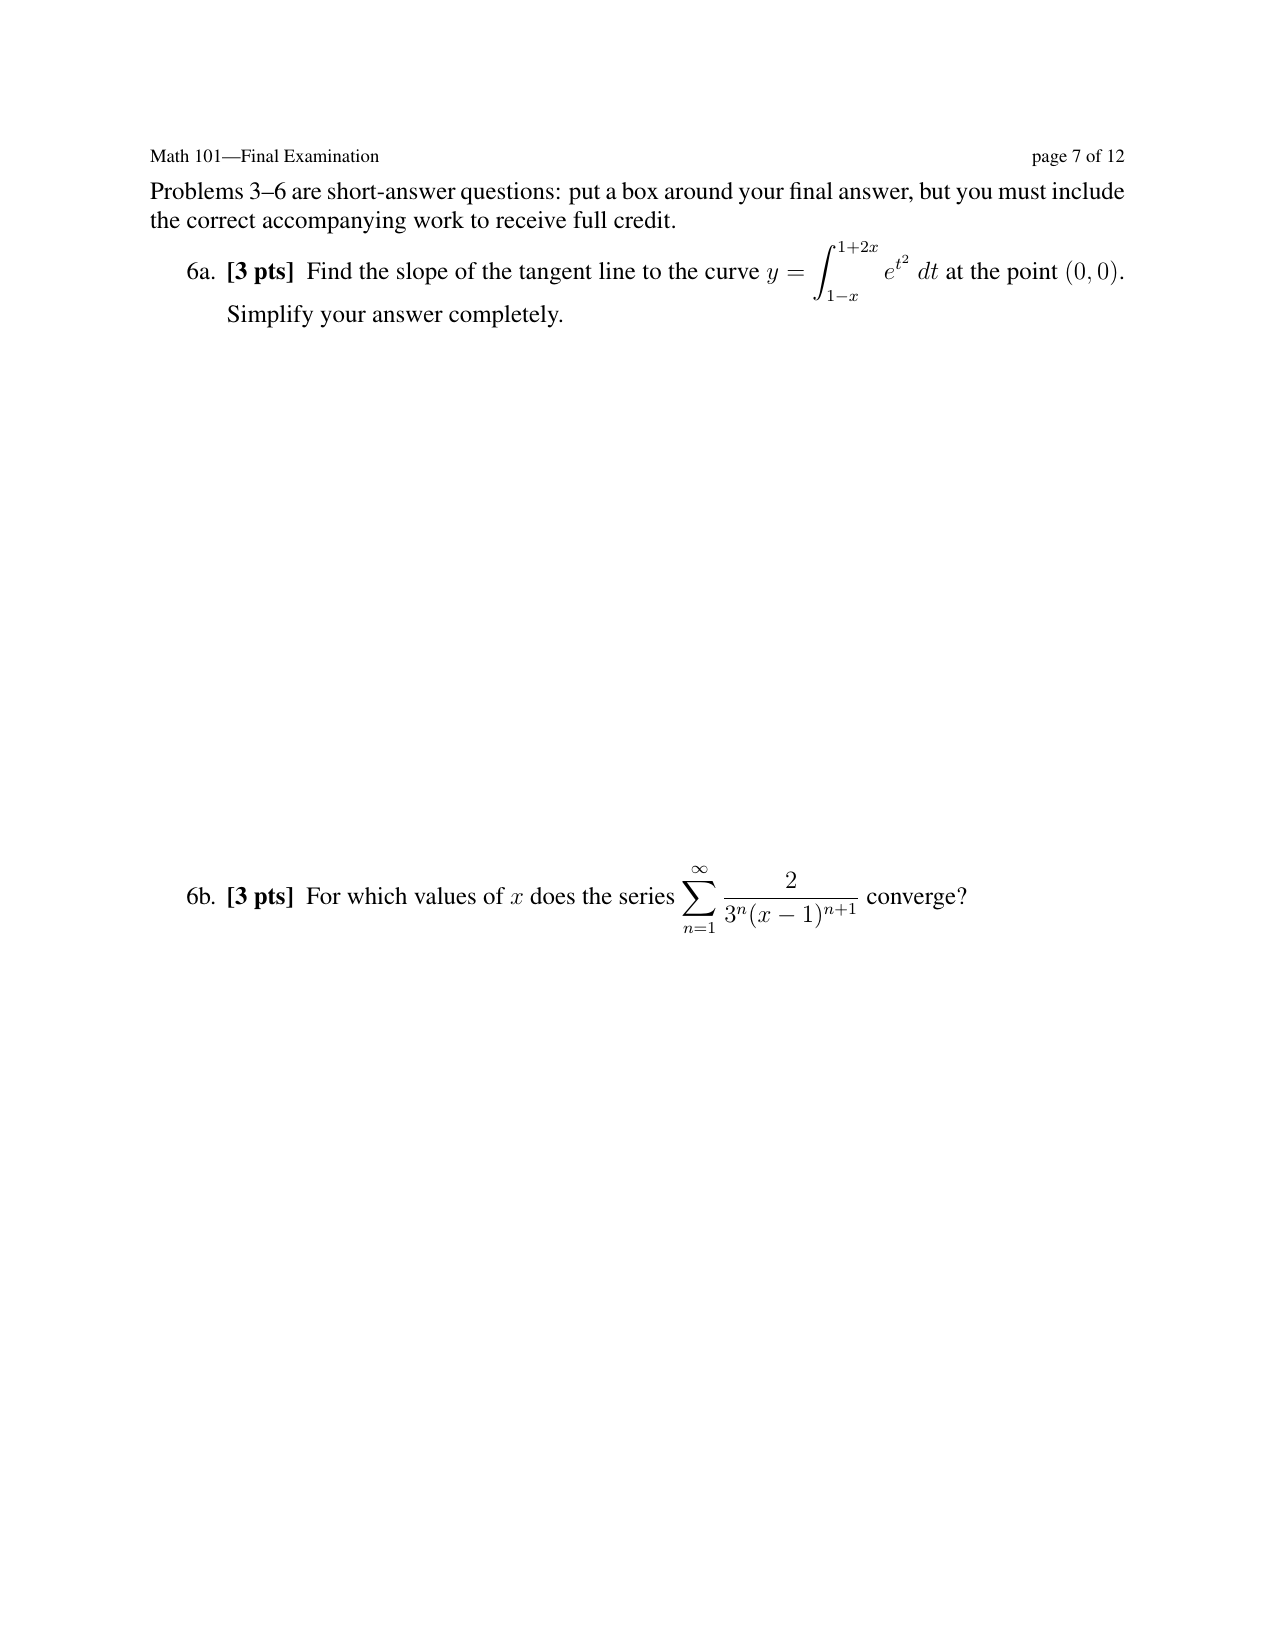 Math 101—Final Examination page 7 of 12
Problems 3–6 are short-answer questions: put a box around your final answer, but you must include
the correct accompanying work to receive full credit.
6a. [3 pts] Find the slope of the tangent line to the curve $y = \int_{1-x}^{1+2x} e^{t^2} \, dt$ at the point $(0, 0)$.
Simplify your answer completely.
6b. [3 pts] For which values of $x$ does the series $\sum_{n=1}^{\infty} \frac{2}{3^n(x-1)^{n+1}}$ converge?